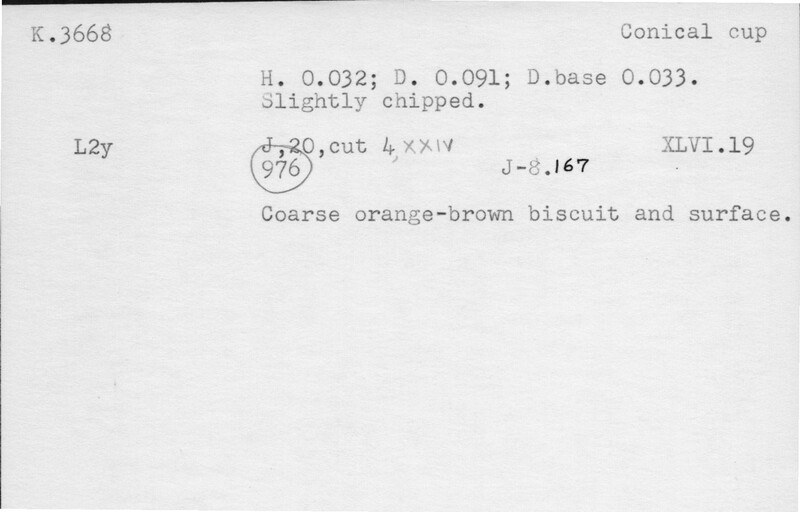 K.3668 Conical cup
H. 0.032; D. 0.091; D.base 0.033.
Slightly chipped.
L2y J,20,cut 4,XXIV XLVI.19
976 J-8.167
Coarse orange-brown biscuit and surface.